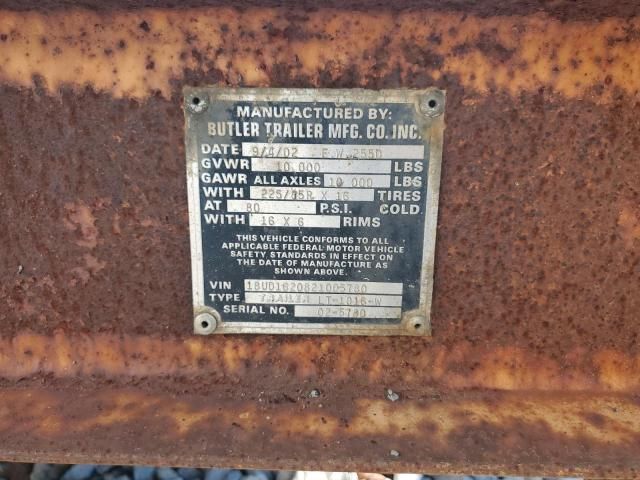 MANUFACTURED BY:
BUTLER TRAILER MFG. CO. INC.
DATE 9/4/02 E.W. 2550
GVWR 10 000 LBS
GAWR ALL AXLES 10 000 LBS
WITH 225/85R X 16 TIRES
AT 80 P.S.I. COLD
WITH 16 X 6 RIMS
THIS VEHICLE CONFORMS TO ALL
APPLICABLE FEDERAL MOTOR VEHICLE
SAFETY STANDARDS IN EFFECT ON
THE DATE OF MANUFACTURE AS
SHOWN ABOVE.
VIN 1BUD1620821005780
TYPE TRAILER LT-1016-W
SERIAL NO. 02-5780